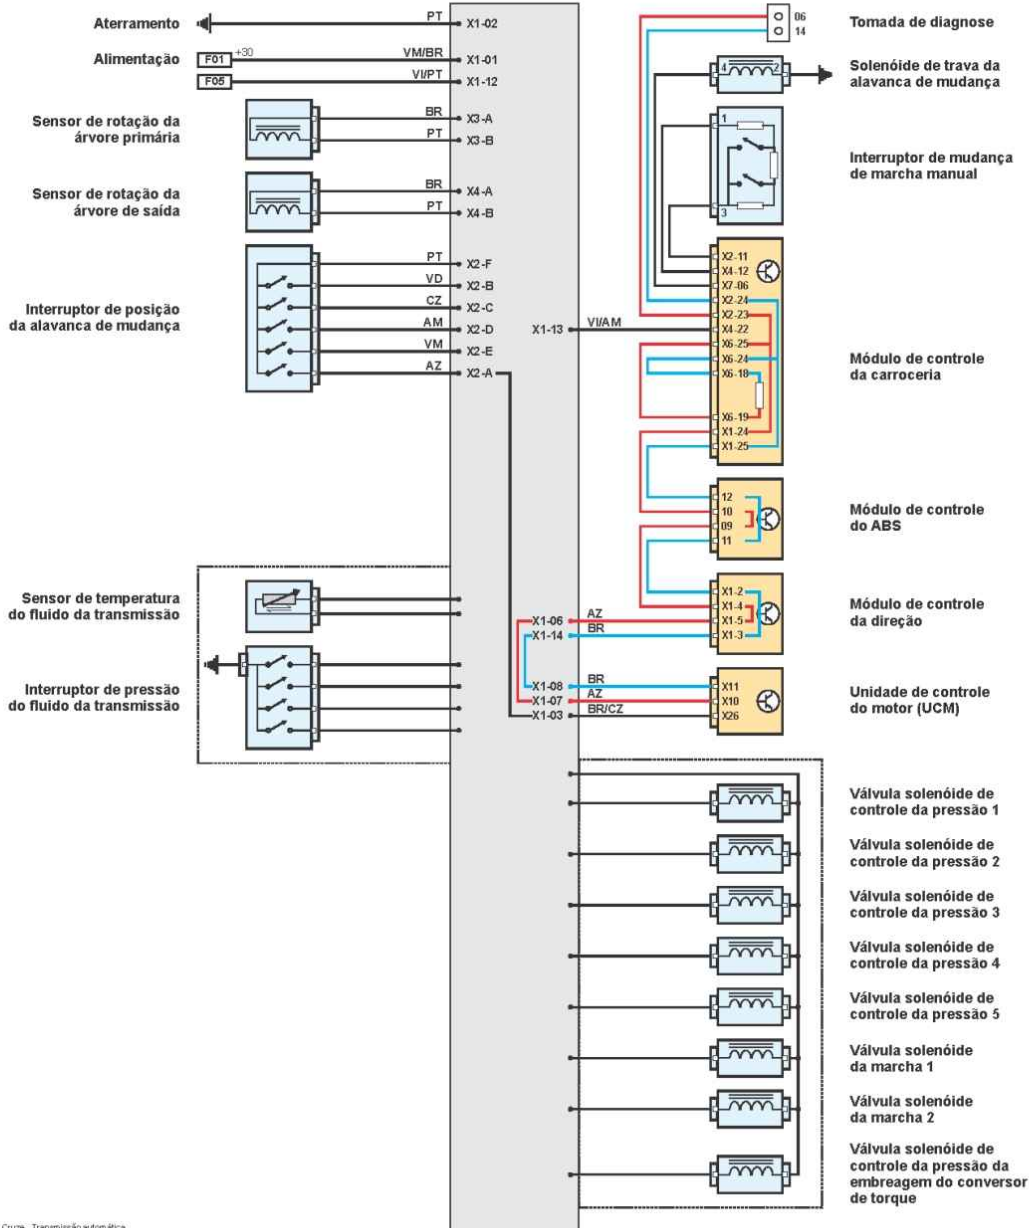 Aterramento
PT
X1-02
Alimentação
F01
+30
VM/BR
X1-01
F05
VI/PT
X1-12
Sensor de rotação da
árvore primária
BR
X3-A
PT
X3-B
Sensor de rotação da
árvore de saída
BR
X4-A
PT
X4-B
Interruptor de posição
da alavanca de mudança
PT
X2-F
VD
X2-B
CZ
X2-C
AM
X2-D
VM
X2-E
AZ
X2-A
Sensor de temperatura
do fluido da transmissão
Interruptor de pressão
do fluido da transmissão
X1-13
VI/AM
X1-06
AZ
X1-14
BR
X1-08
BR
X1-07
AZ
X1-03
BR/CZ
06
14
Tomada de diagnose
4
2
Solenóide de trava da
alavanca de mudança
1
3
Interruptor de mudança
de marcha manual
X2-11
X4-12
X7-06
X2-24
X2-23
X4-22
X6-25
X6-24
X6-18
X6-19
X1-24
X1-25
Módulo de controle
da carroceria
12
10
09
11
Módulo de controle
do ABS
X1-2
X1-4
X1-5
X1-3
Módulo de controle
da direção
X11
X10
X26
Unidade de controle
do motor (UCM)
Válvula solenóide de
controle da pressão 1
Válvula solenóide de
controle da pressão 2
Válvula solenóide de
controle da pressão 3
Válvula solenóide de
controle da pressão 4
Válvula solenóide de
controle da pressão 5
Válvula solenóide
da marcha 1
Válvula solenóide
da marcha 2
Válvula solenóide de
controle da pressão da
embreagem do conversor
de torque
Cruze Transmissão automática